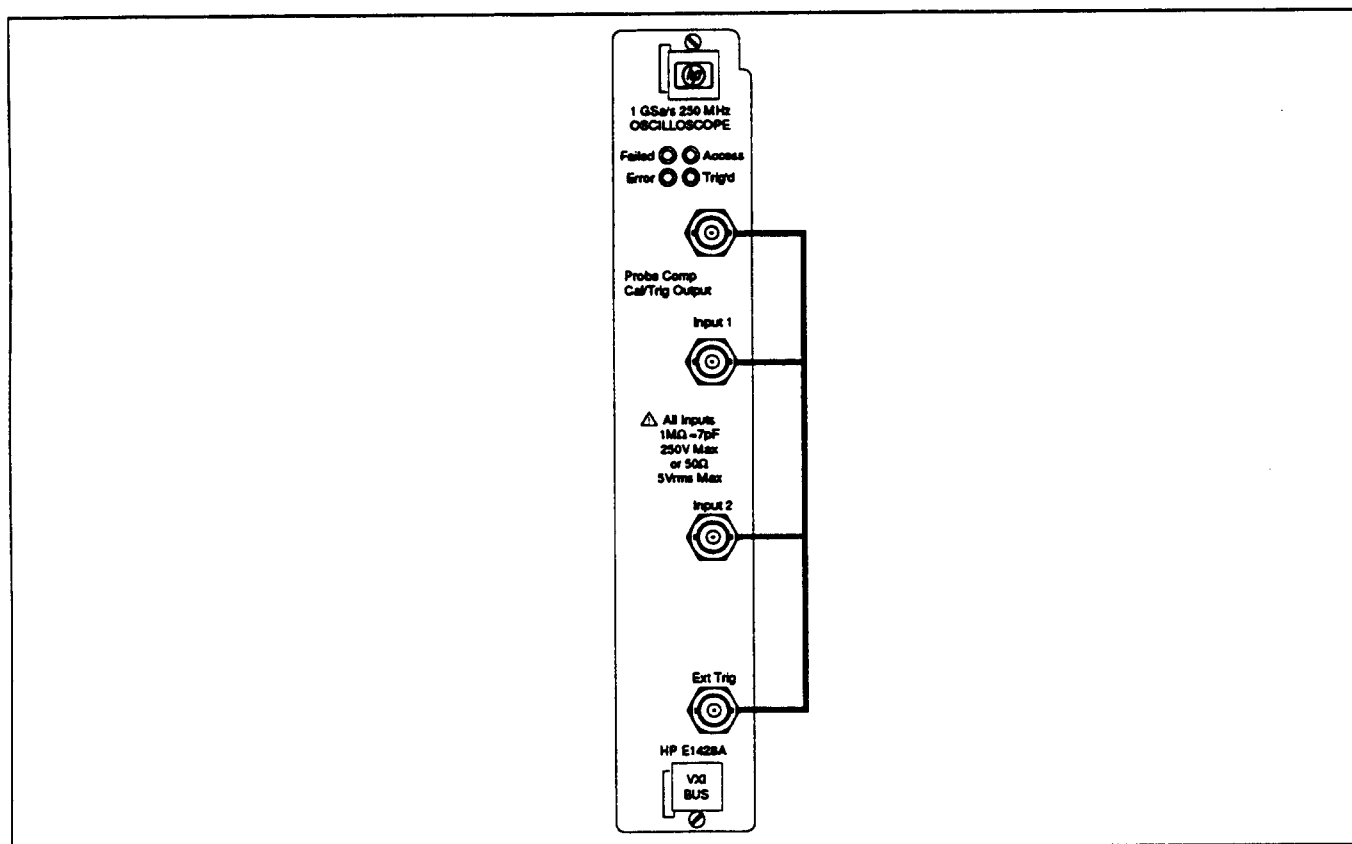 hp
1 GSa/s 250 MHz
OSCILLOSCOPE
Failed Access
Error Trig'd
Probe Comp
Cal/Trig Output
Input 1
All Inputs
1MΩ =7pF
250V Max
or 50Ω
5Vrms Max
Input 2
Ext Trig
HP E1428A
VXI
BUS